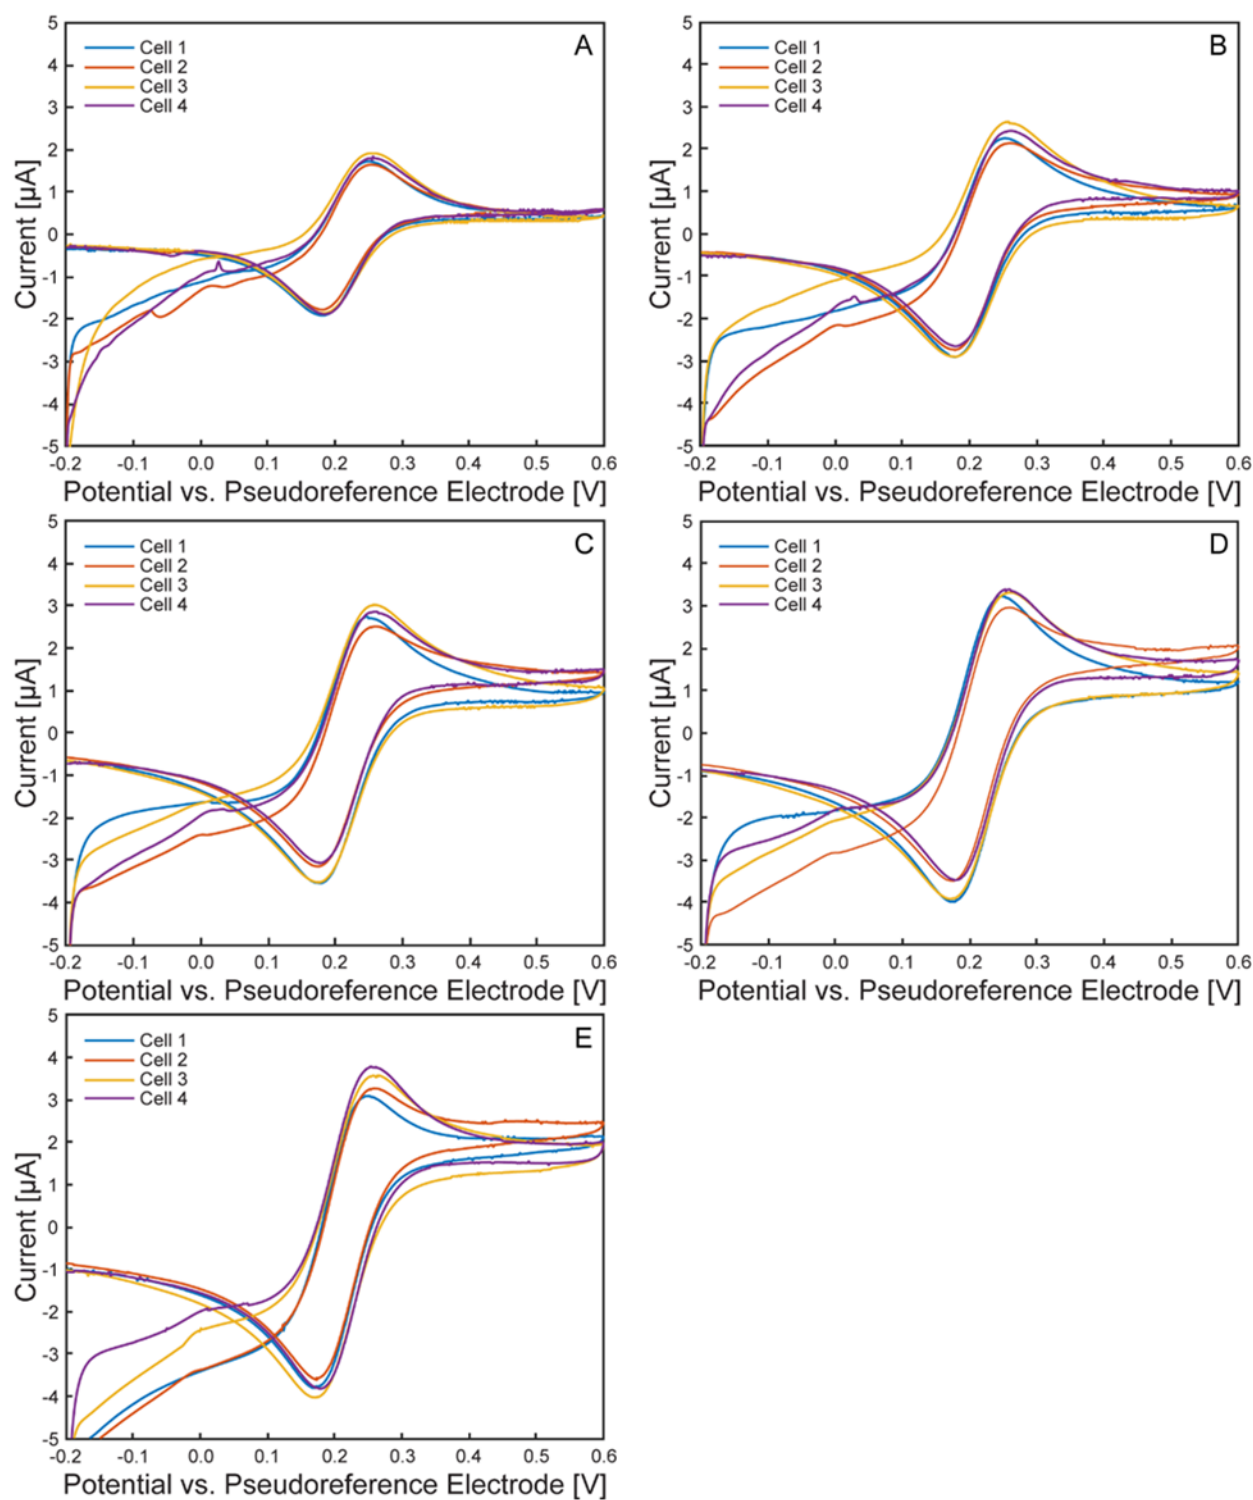 A
Cell 1
Cell 2
Cell 3
Cell 4
5
4
3
2
1
0
-1
-2
-3
-4
-5
Current [µA]
-0.2 -0.1 0.0 0.1 0.2 0.3 0.4 0.5 0.6
Potential vs. Pseudoreference Electrode [V]
B
Cell 1
Cell 2
Cell 3
Cell 4
5
4
3
2
1
0
-1
-2
-3
-4
-5
Current [µA]
-0.2 -0.1 0.0 0.1 0.2 0.3 0.4 0.5 0.6
Potential vs. Pseudoreference Electrode [V]
C
Cell 1
Cell 2
Cell 3
Cell 4
5
4
3
2
1
0
-1
-2
-3
-4
-5
Current [µA]
-0.2 -0.1 0.0 0.1 0.2 0.3 0.4 0.5 0.6
Potential vs. Pseudoreference Electrode [V]
D
Cell 1
Cell 2
Cell 3
Cell 4
5
4
3
2
1
0
-1
-2
-3
-4
-5
Current [µA]
-0.2 -0.1 0.0 0.1 0.2 0.3 0.4 0.5 0.6
Potential vs. Pseudoreference Electrode [V]
E
Cell 1
Cell 2
Cell 3
Cell 4
5
4
3
2
1
0
-1
-2
-3
-4
-5
Current [µA]
-0.2 -0.1 0.0 0.1 0.2 0.3 0.4 0.5 0.6
Potential vs. Pseudoreference Electrode [V]